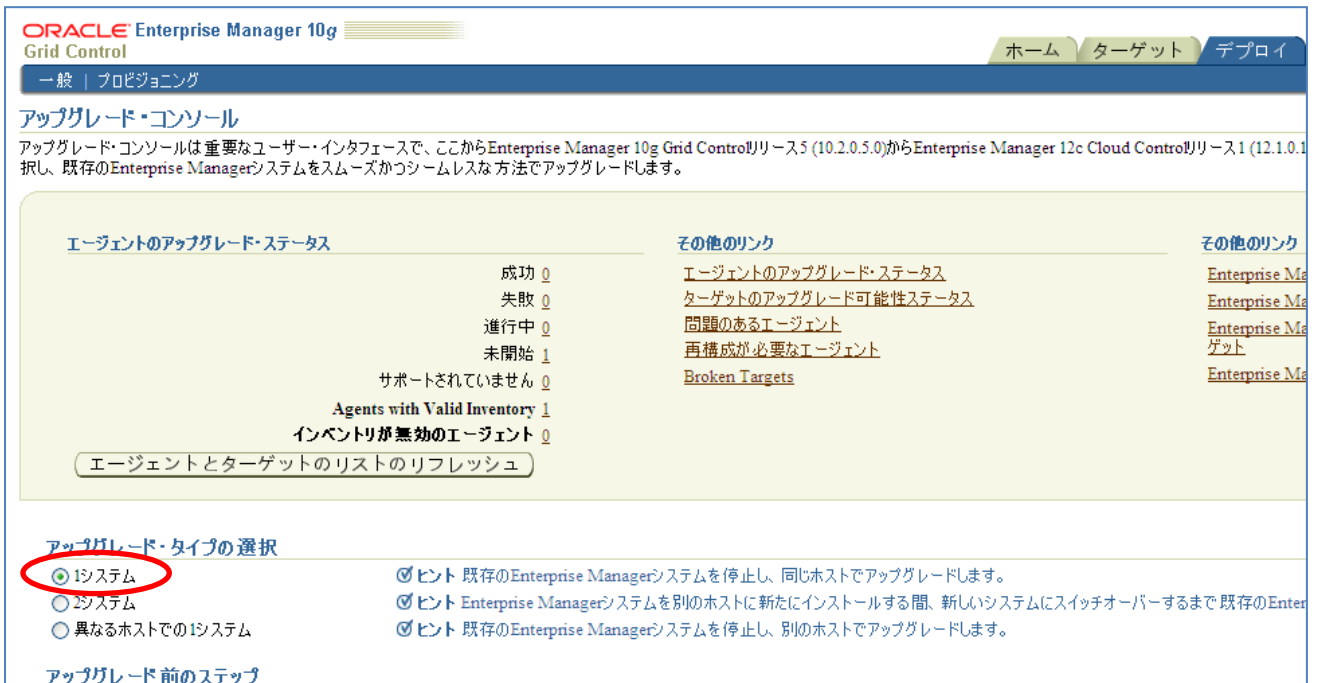 ORACLE Enterprise Manager 10g
Grid Control
ホーム ターゲット デプロイ
一般 | プロビジョニング
アップグレード・コンソール
アップグレード・コンソールは重要なユーザー・インタフェースで、ここからEnterprise Manager 10g Grid Controlリリース5 (10.2.0.5.0)からEnterprise Manager 12c Cloud Controlリリース1 (12.1.0.1
択し、既存のEnterprise Managerシステムをスムーズかつシームレスな方法でアップグレードします。
エージェントのアップグレード・ステータス
成功 0
失敗 0
進行中 0
未開始 1
サポートされていません 0
Agents with Valid Inventory 1
インベントリが無効のエージェント 0
エージェントとターゲットのリストのリフレッシュ
その他のリンク
エージェントのアップグレード・ステータス
ターゲットのアップグレード可能性ステータス
問題のあるエージェント
再構成が必要なエージェント
Broken Targets
その他のリンク
Enterprise Ma
Enterprise Ma
Enterprise Ma
ゲット
Enterprise Ma
アップグレード・タイプの選択
1システム ヒント 既存のEnterprise Managerシステムを停止し、同じホストでアップグレードします。
2システム ヒント Enterprise Managerシステムを別のホストに新たにインストールする間、新しいシステムにスイッチオーバーするまで既存のEnter
異なるホストでの1システム ヒント 既存のEnterprise Managerシステムを停止し、別のホストでアップグレードします。
アップグレード前のステップ